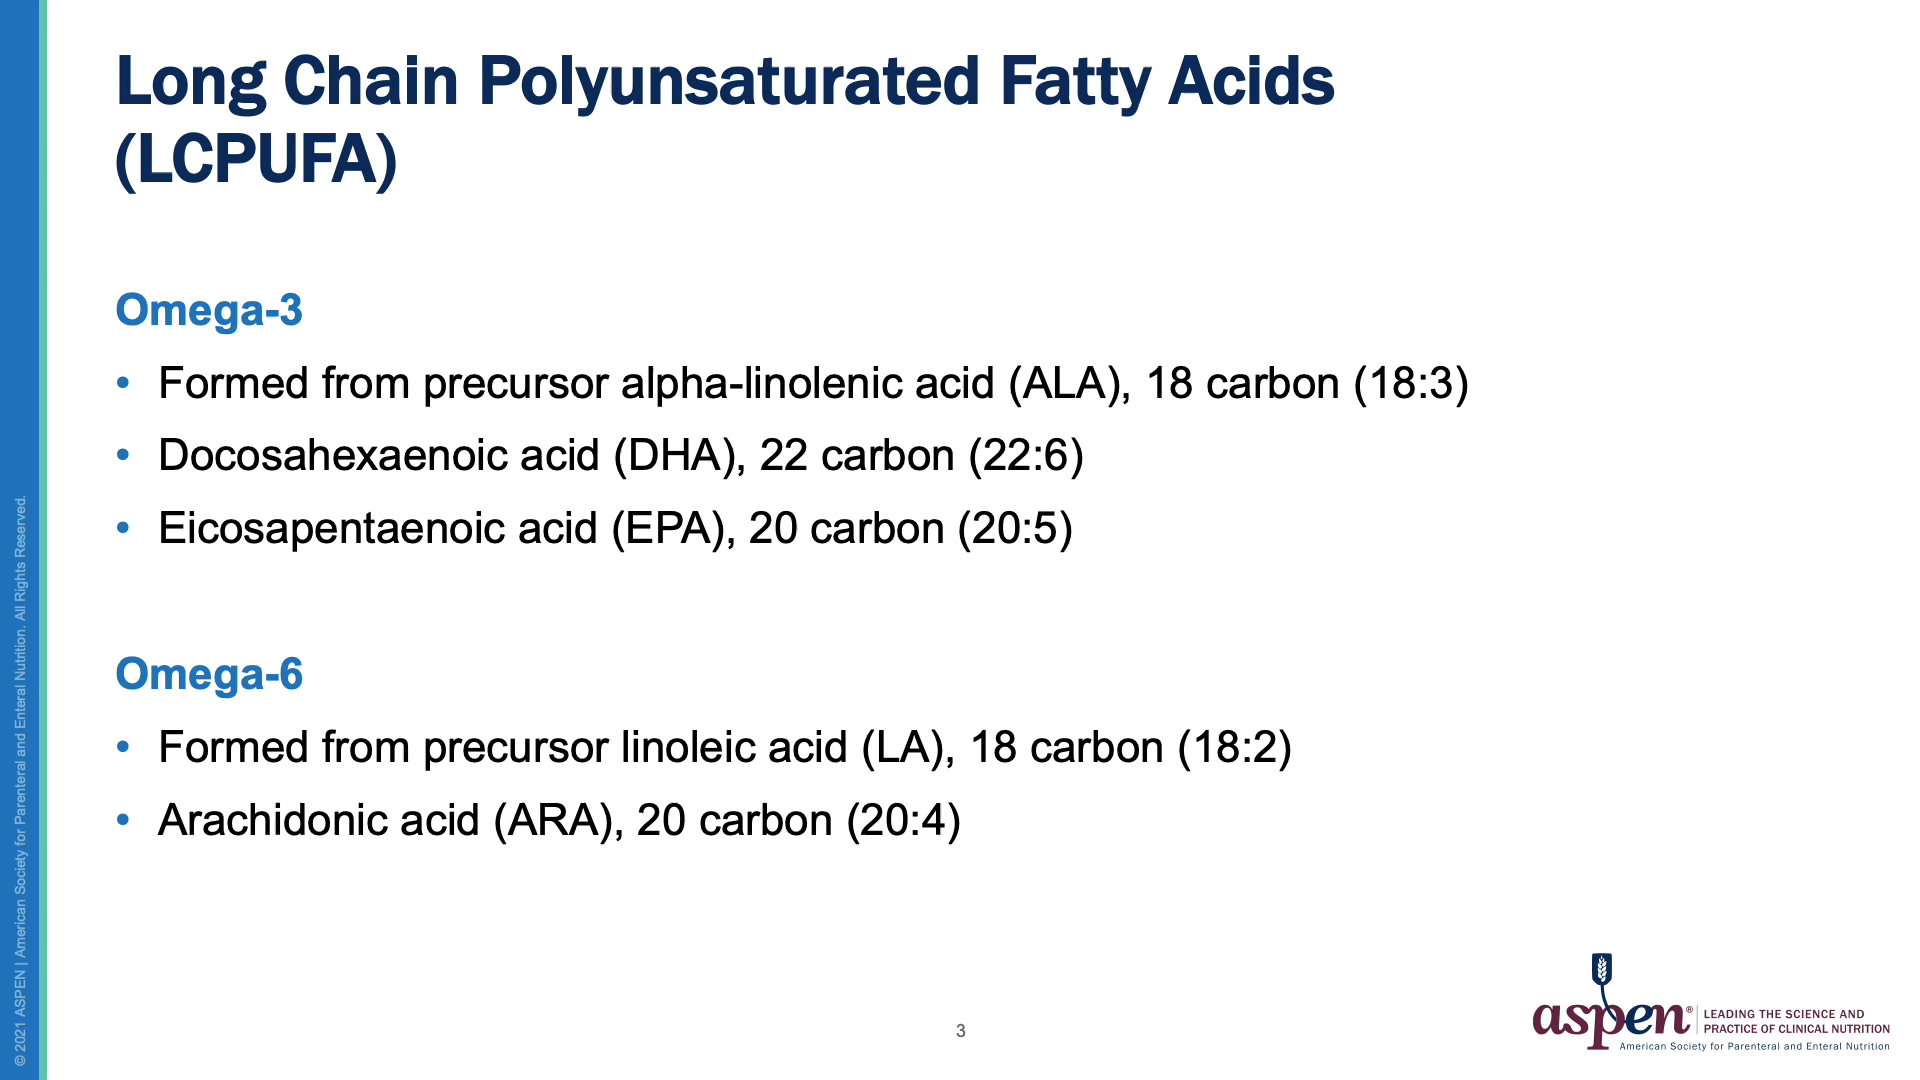 Long Chain Polyunsaturated Fatty Acids
(LCPUFA)
Omega-3
• Formed from precursor alpha-linolenic acid (ALA), 18 carbon (18:3)
• Docosahexaenoic acid (DHA), 22 carbon (22:6)
• Eicosapentaenoic acid (EPA), 20 carbon (20:5)
Omega-6
• Formed from precursor linoleic acid (LA), 18 carbon (18:2)
• Arachidonic acid (ARA), 20 carbon (20:4)
© 2021 ASPEN | American Society for Parenteral and Enteral Nutrition. All Rights Reserved.
3
aspen®
LEADING THE SCIENCE AND
PRACTICE OF CLINICAL NUTRITION
American Society for Parenteral and Enteral Nutrition